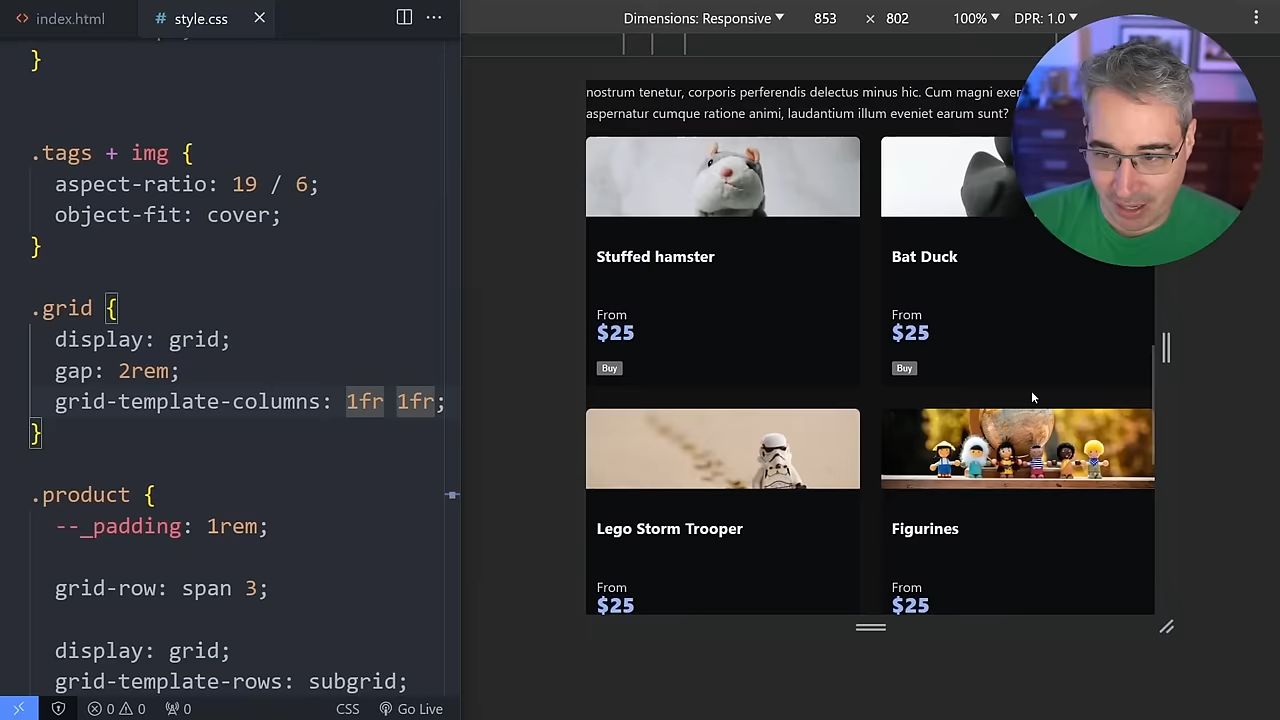 index.html
style.css
Dimensions: Responsive
853
×
802
100%
DPR: 1.0
}
.tags + img {
aspect-ratio: 19 / 6;
object-fit: cover;
}
.grid {
display: grid;
gap: 2rem;
grid-template-columns: 1fr 1fr;
}
.product {
--_padding: 1rem;
grid-row: span 3;
display: grid;
grid-template-rows: subgrid;
0
0
0
CSS
Go Live
nostrum tenetur, corporis perferendis delectus minus hic. Cum magni
aspernatur cumque ratione animi, laudantium illum eveniet earum sunt?
Stuffed hamster
From
$25
Buy
Bat Duck
From
$25
Buy
Lego Storm Trooper
From
$25
Figurines
From
$25